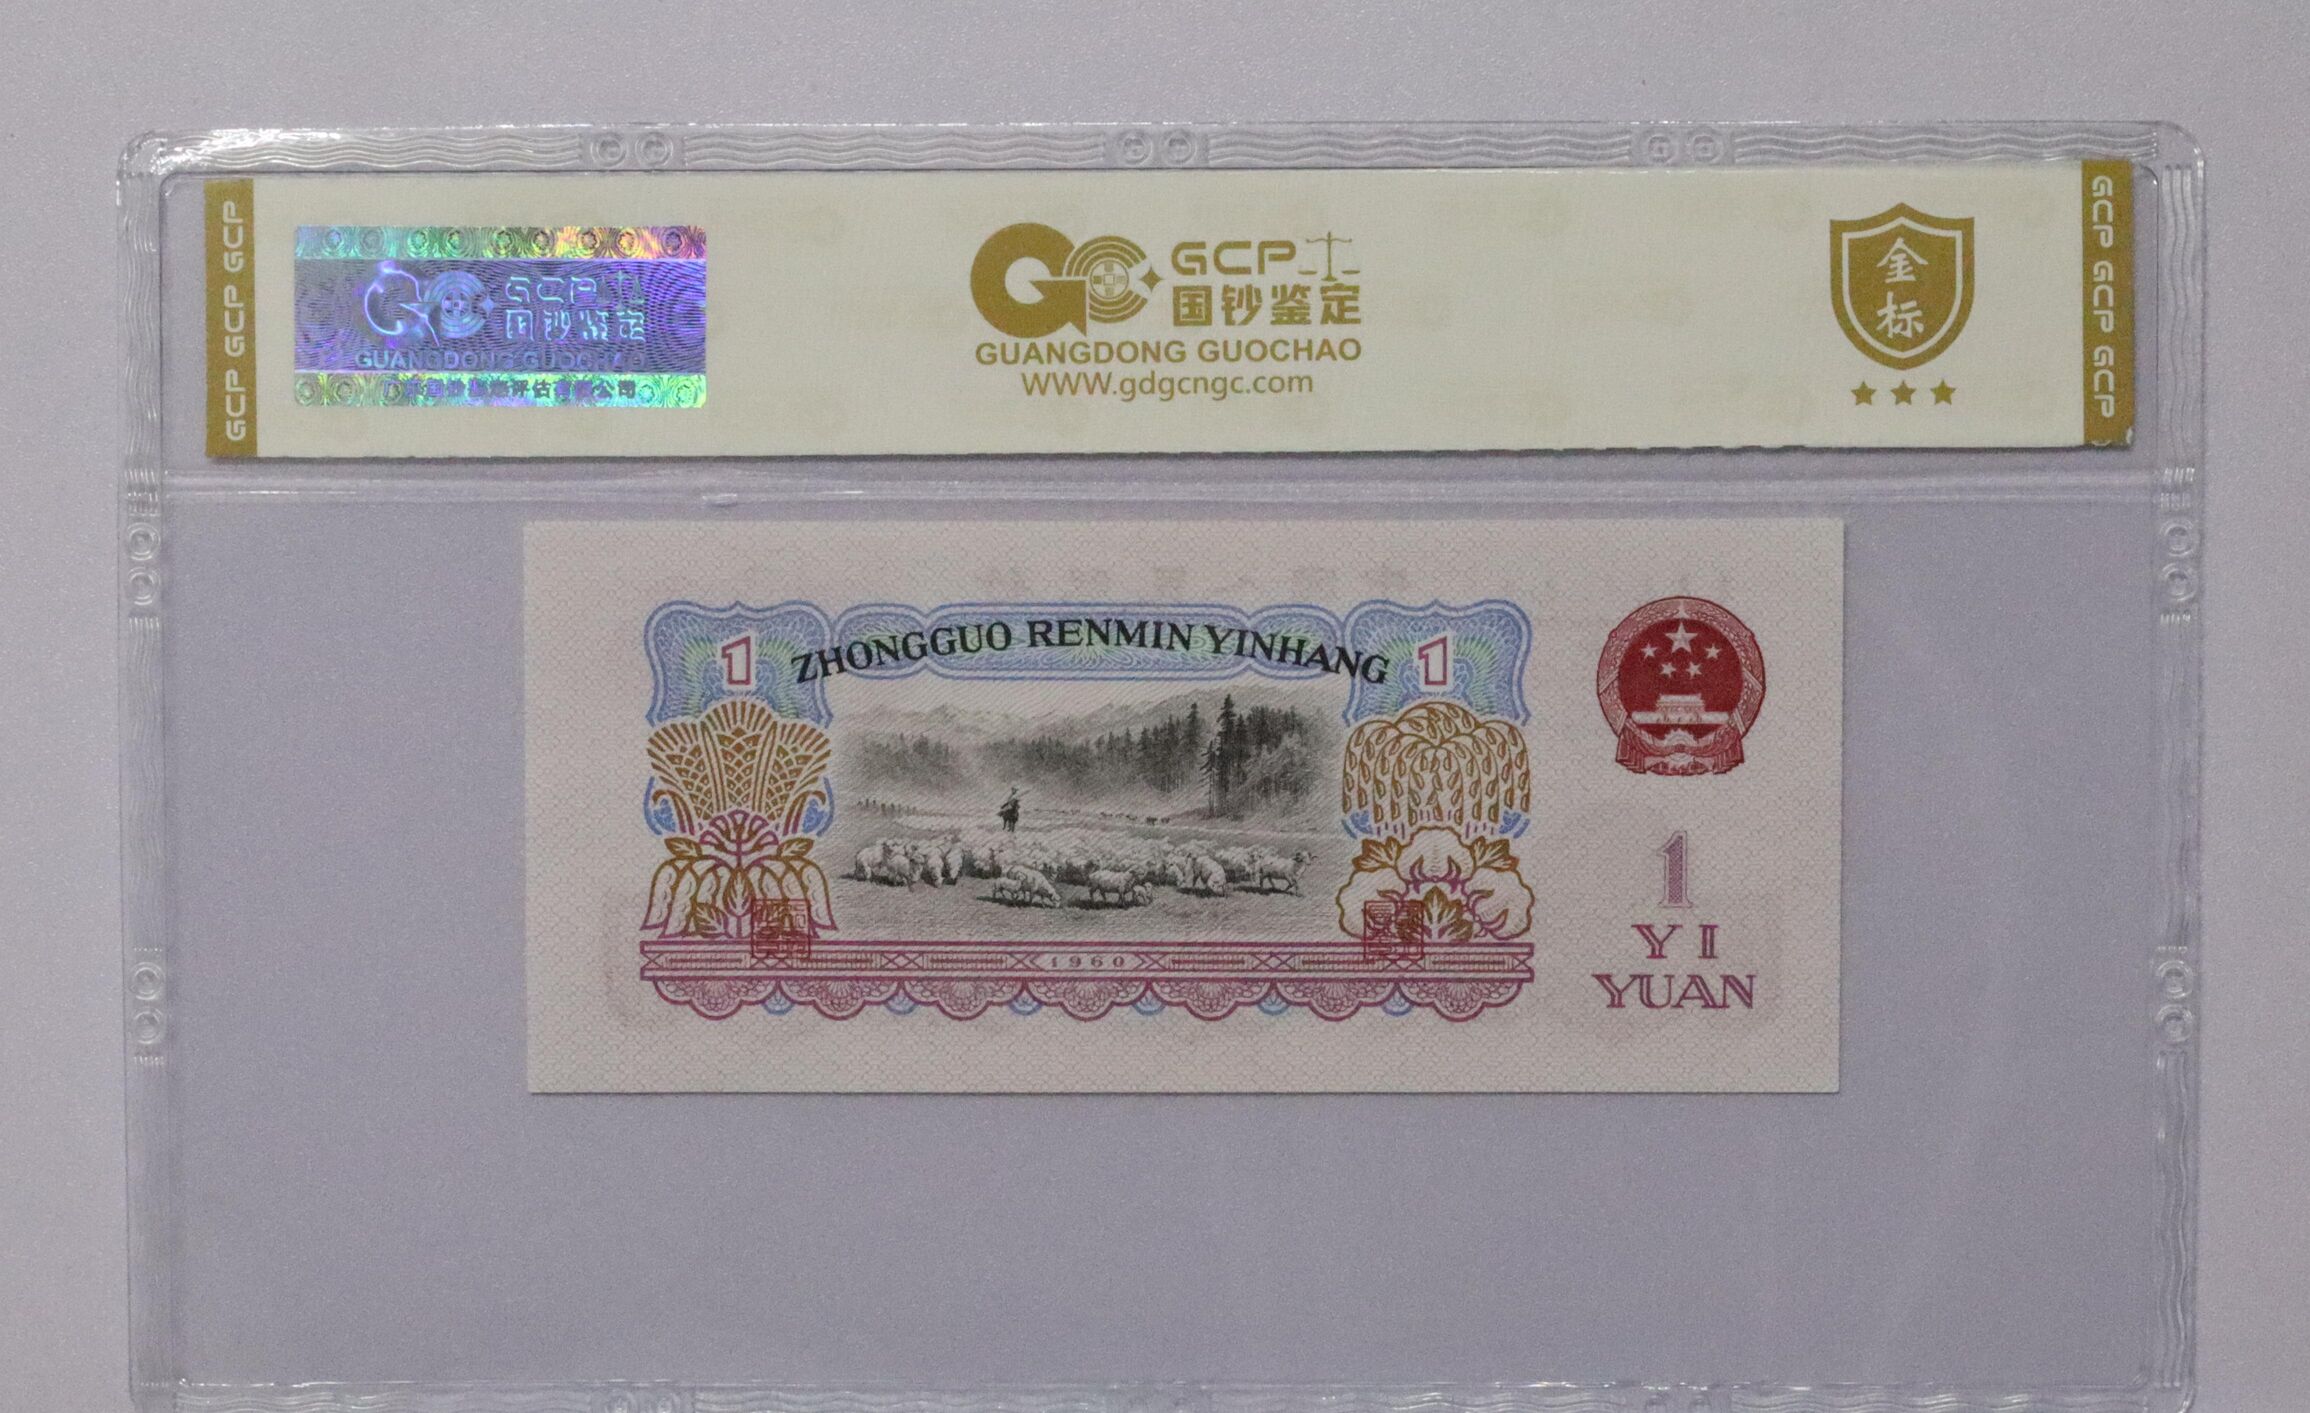 GCP GCP GCP
GCP
国钞鉴定
GUANGDONG GUOCHAO
GCP
国钞鉴定
GUANGDONG GUOCHAO
WWW.gdgcngc.com
金
标
GCP GCP GCP
ZHONGGUO RENMIN YINHANG
1
1
1960
1
YI
YUAN